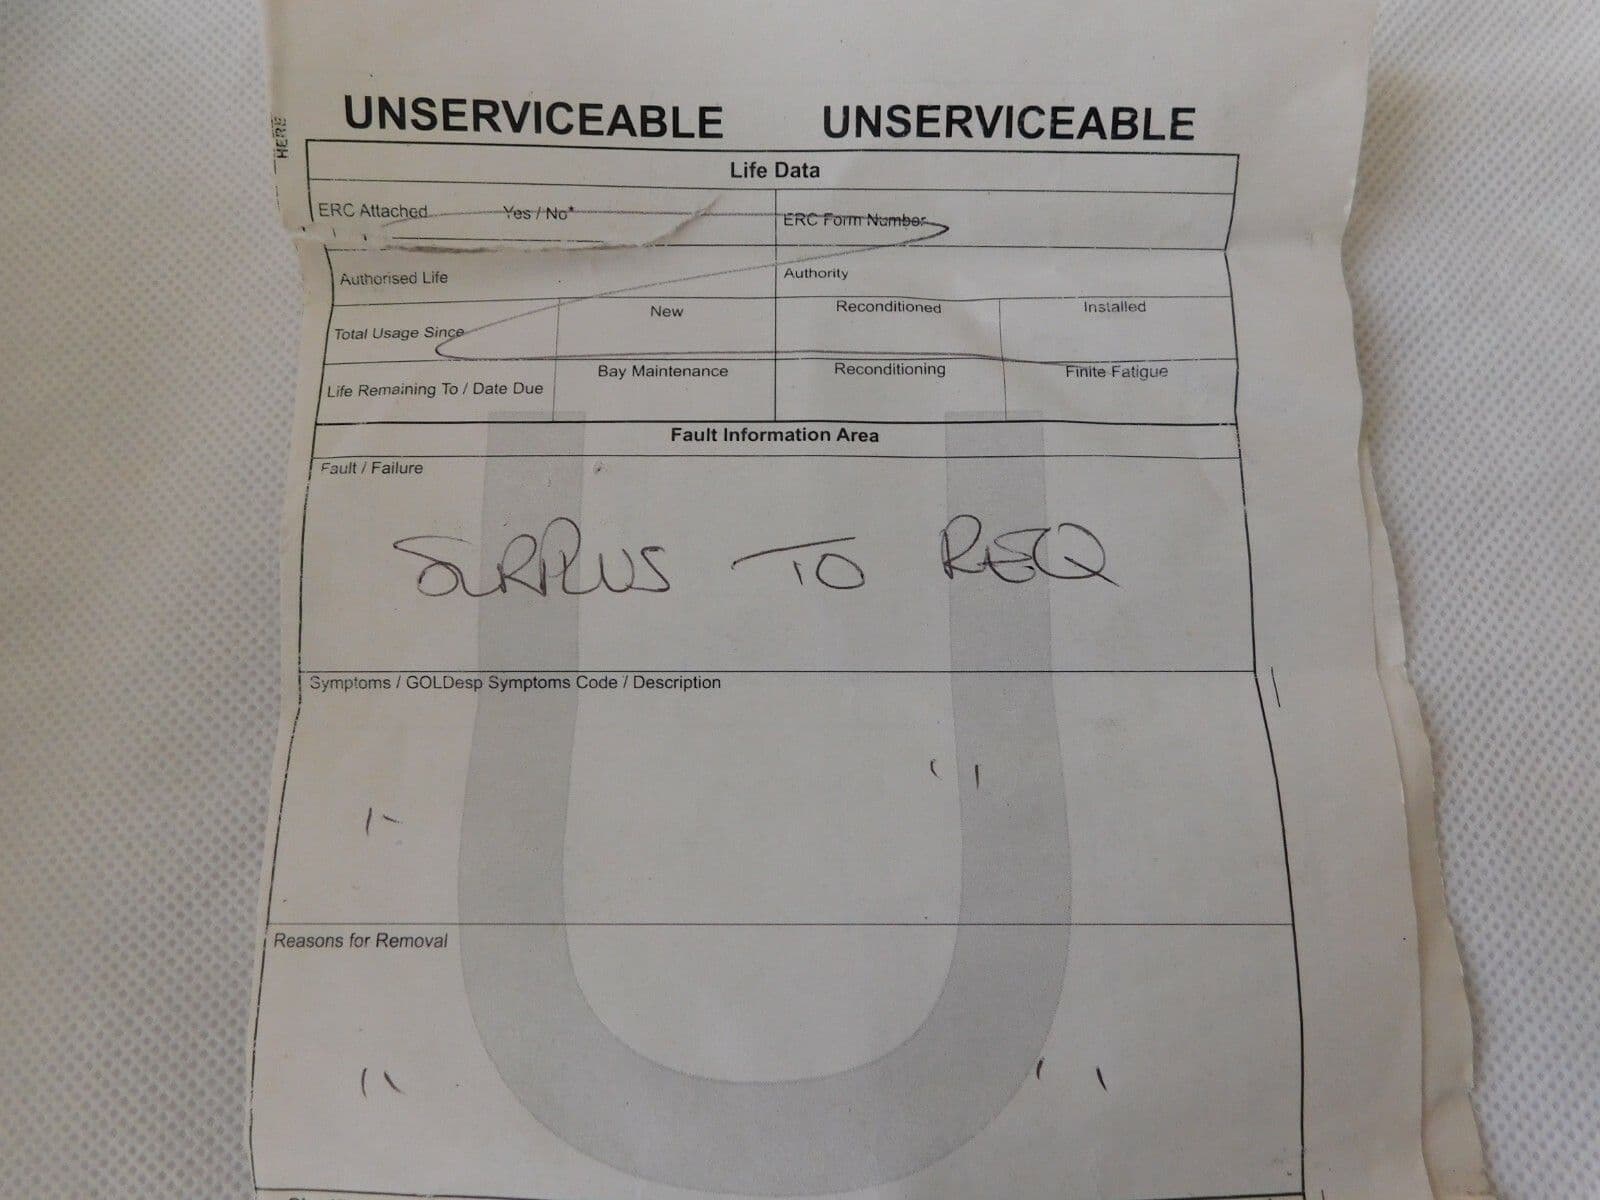 UNSERVICEABLE UNSERVICEABLE
HERE
Life Data
ERC Attached Yes / No* ERC Form Number
Authorised Life Authority
Total Usage Since New Reconditioned Installed
Life Remaining To / Date Due Bay Maintenance Reconditioning Finite Fatigue
Fault Information Area
Fault / Failure
SURPLUS TO REQ
Symptoms / GOLDesp Symptoms Code / Description
" "
Reasons for Removal
" "